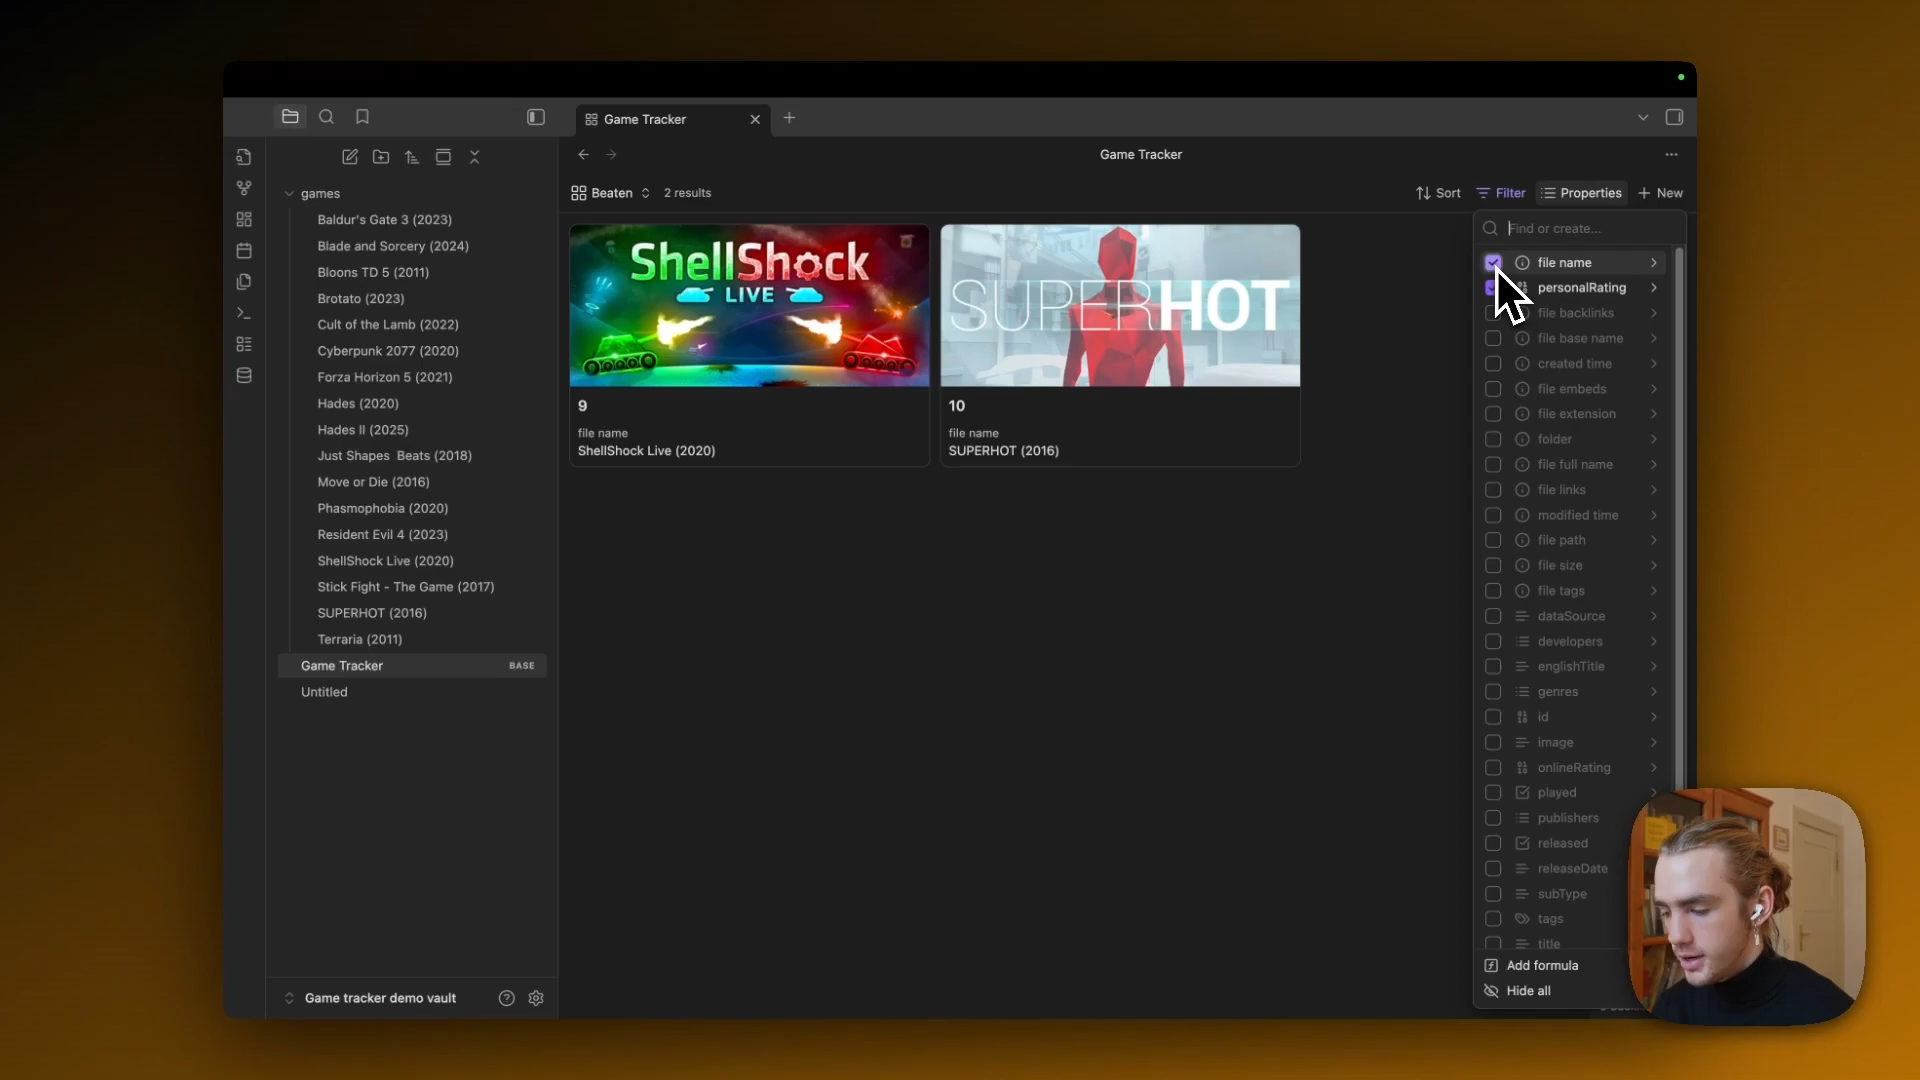 Game Tracker
Game Tracker
Beaten
2 results
Sort
Filter
Properties
New
games
Baldur's Gate 3 (2023)
Blade and Sorcery (2024)
Bloons TD 5 (2011)
Brotato (2023)
Cult of the Lamb (2022)
Cyberpunk 2077 (2020)
Forza Horizon 5 (2021)
Hades (2020)
Hades II (2025)
Just Shapes Beats (2018)
Move or Die (2016)
Phasmophobia (2020)
Resident Evil 4 (2023)
ShellShock Live (2020)
Stick Fight - The Game (2017)
SUPERHOT (2016)
Terraria (2011)
Game Tracker BASE
Untitled
Game tracker demo vault
ShellShock
LIVE
9
file name
ShellShock Live (2020)
SUPERHOT
10
file name
SUPERHOT (2016)
Find or create...
file name
personalRating
file backlinks
file base name
created time
file embeds
file extension
folder
file full name
file links
modified time
file path
file size
file tags
dataSource
developers
englishTitle
genres
id
image
onlineRating
played
publishers
released
releaseDate
subType
tags
title
Add formula
Hide all